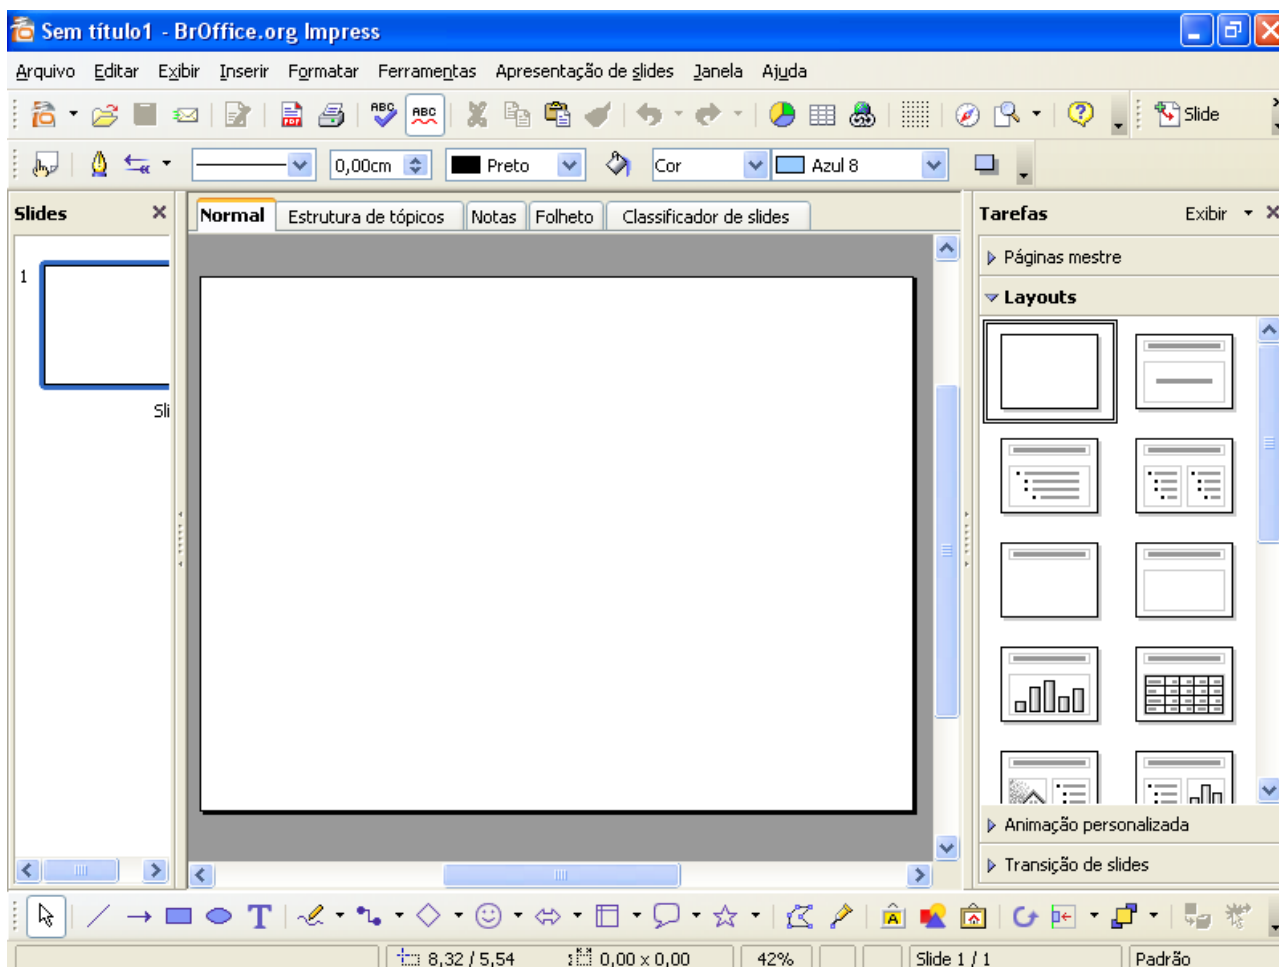 Sem título1 - BrOffice.org Impress
Arquivo Editar Exibir Inserir Formatar Ferramentas Apresentação de slides Janela Ajuda
ABC ABC PDF Slide
0,00cm Preto Cor Azul 8
Slides Normal Estrutura de tópicos Notas Folheto Classificador de slides Tarefas Exibir
Páginas mestre
1 Layouts
Sli
Animação personalizada
Transição de slides
T A
8,32 / 5,54 0,00 x 0,00 42% Slide 1 / 1 Padrão